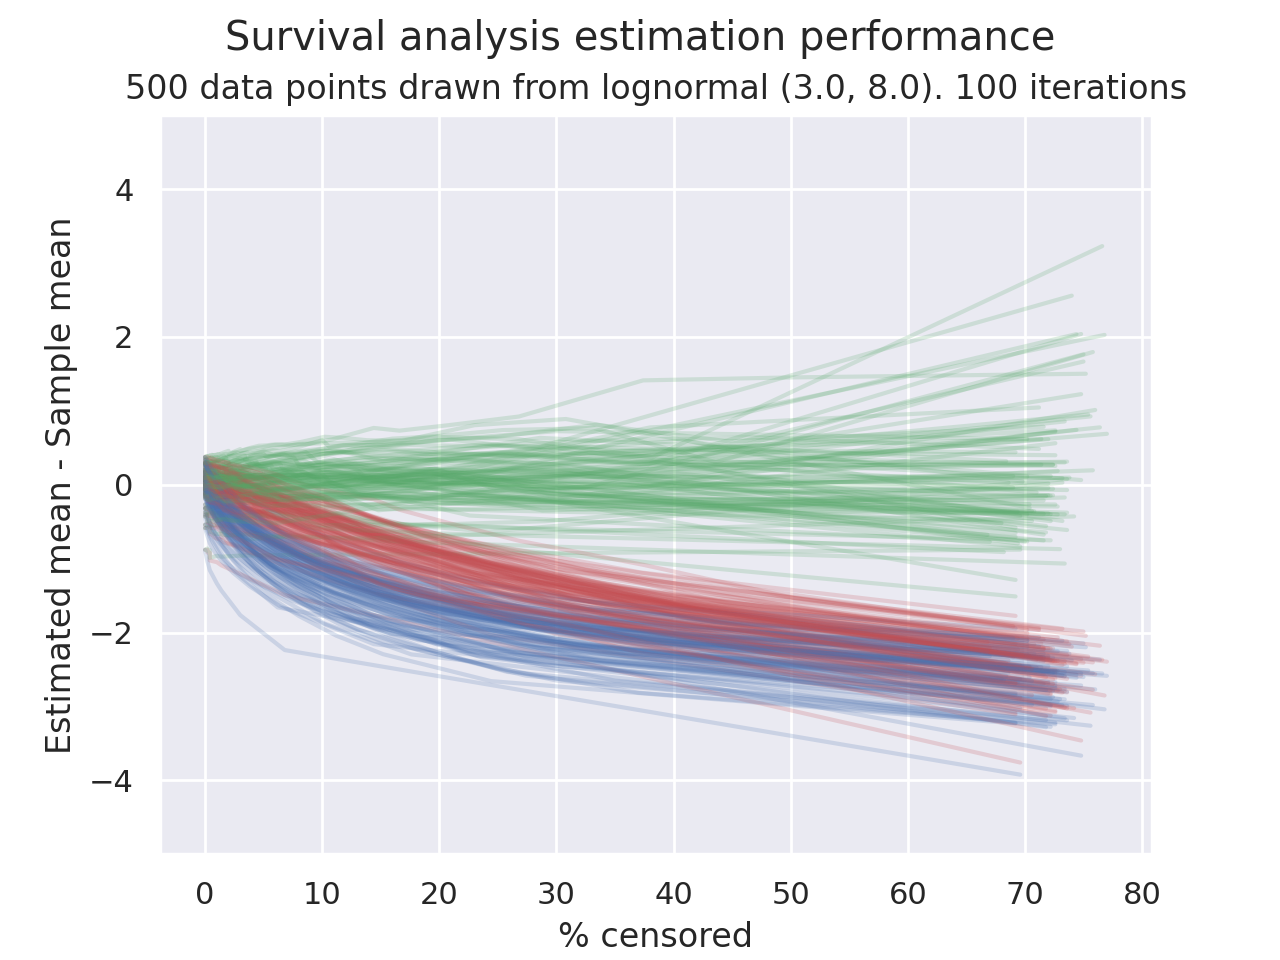 Survival analysis estimation performance
500 data points drawn from lognormal (3.0, 8.0). 100 iterations
Estimated mean - Sample mean
4
2
0
−2
−4
0 10 20 30 40 50 60 70 80
% censored